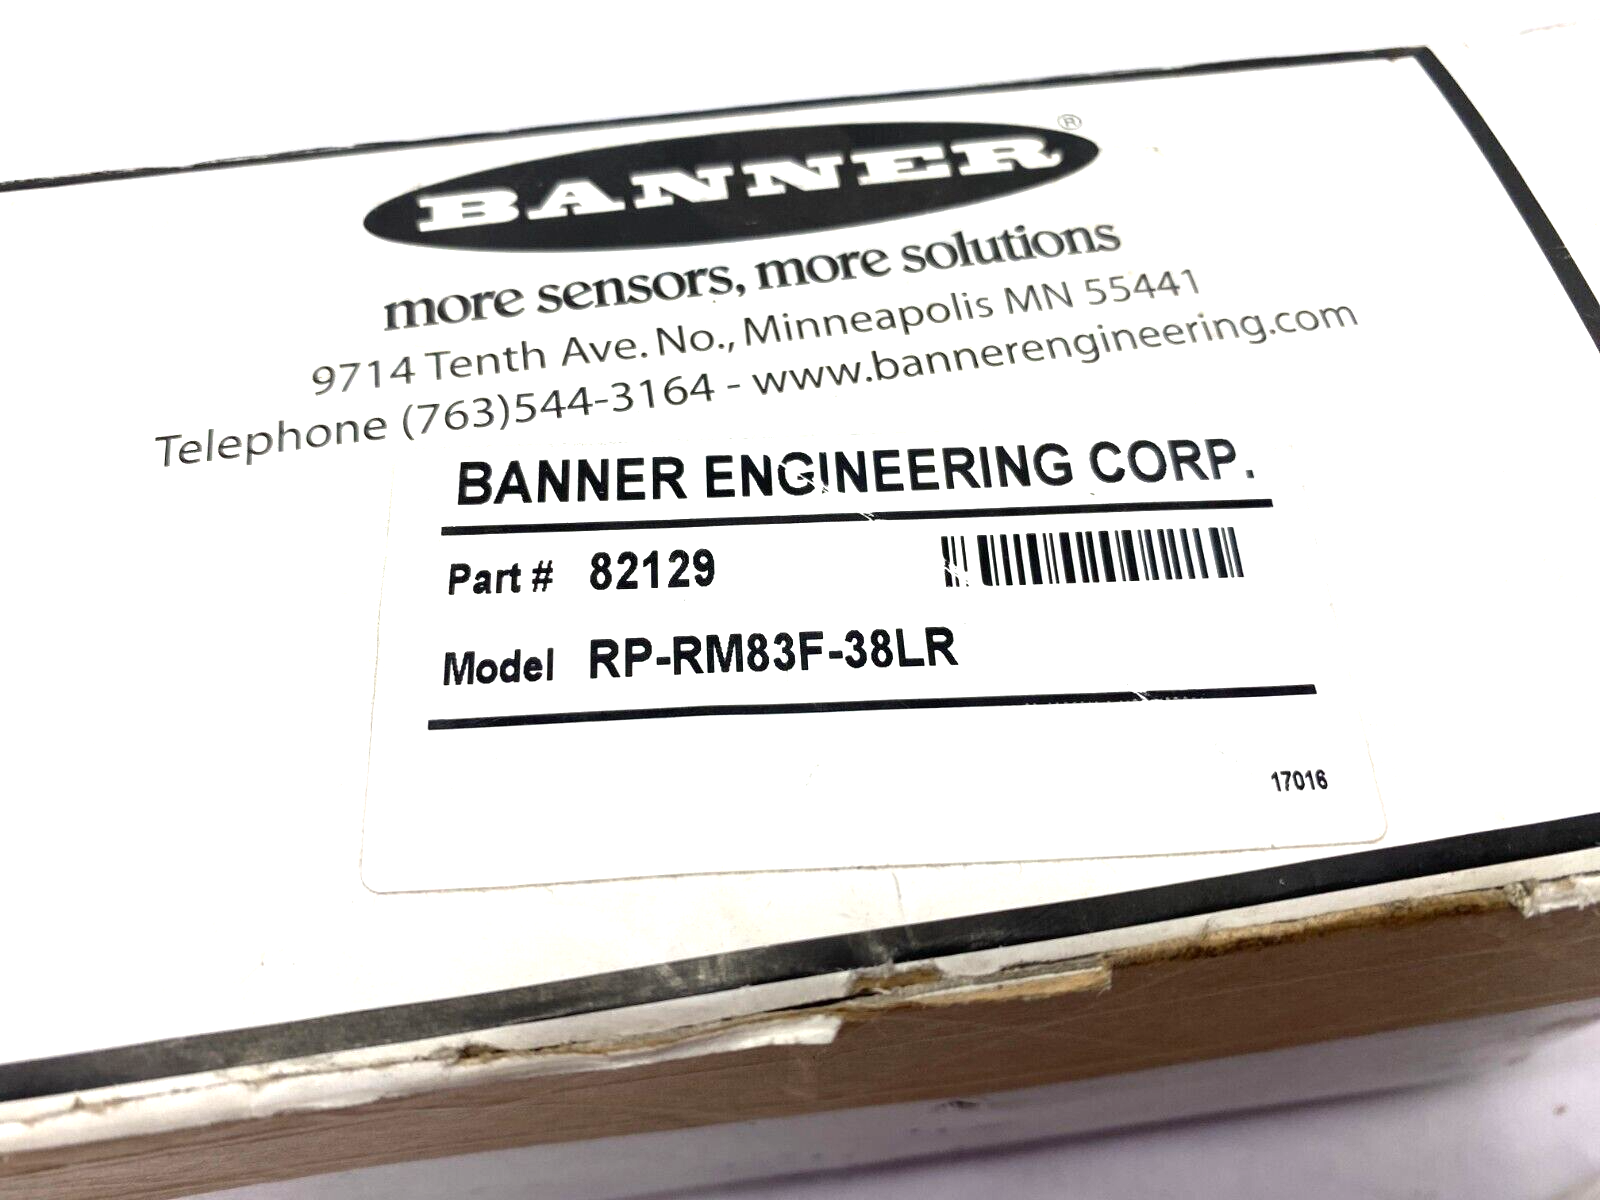 BANNER®
more sensors, more solutions
9714 Tenth Ave. No., Minneapolis MN 55441
Telephone (763)544-3164 - www.bannerengineering.com
BANNER ENGINEERING CORP.
Part # 82129
Model RP-RM83F-38LR
17016